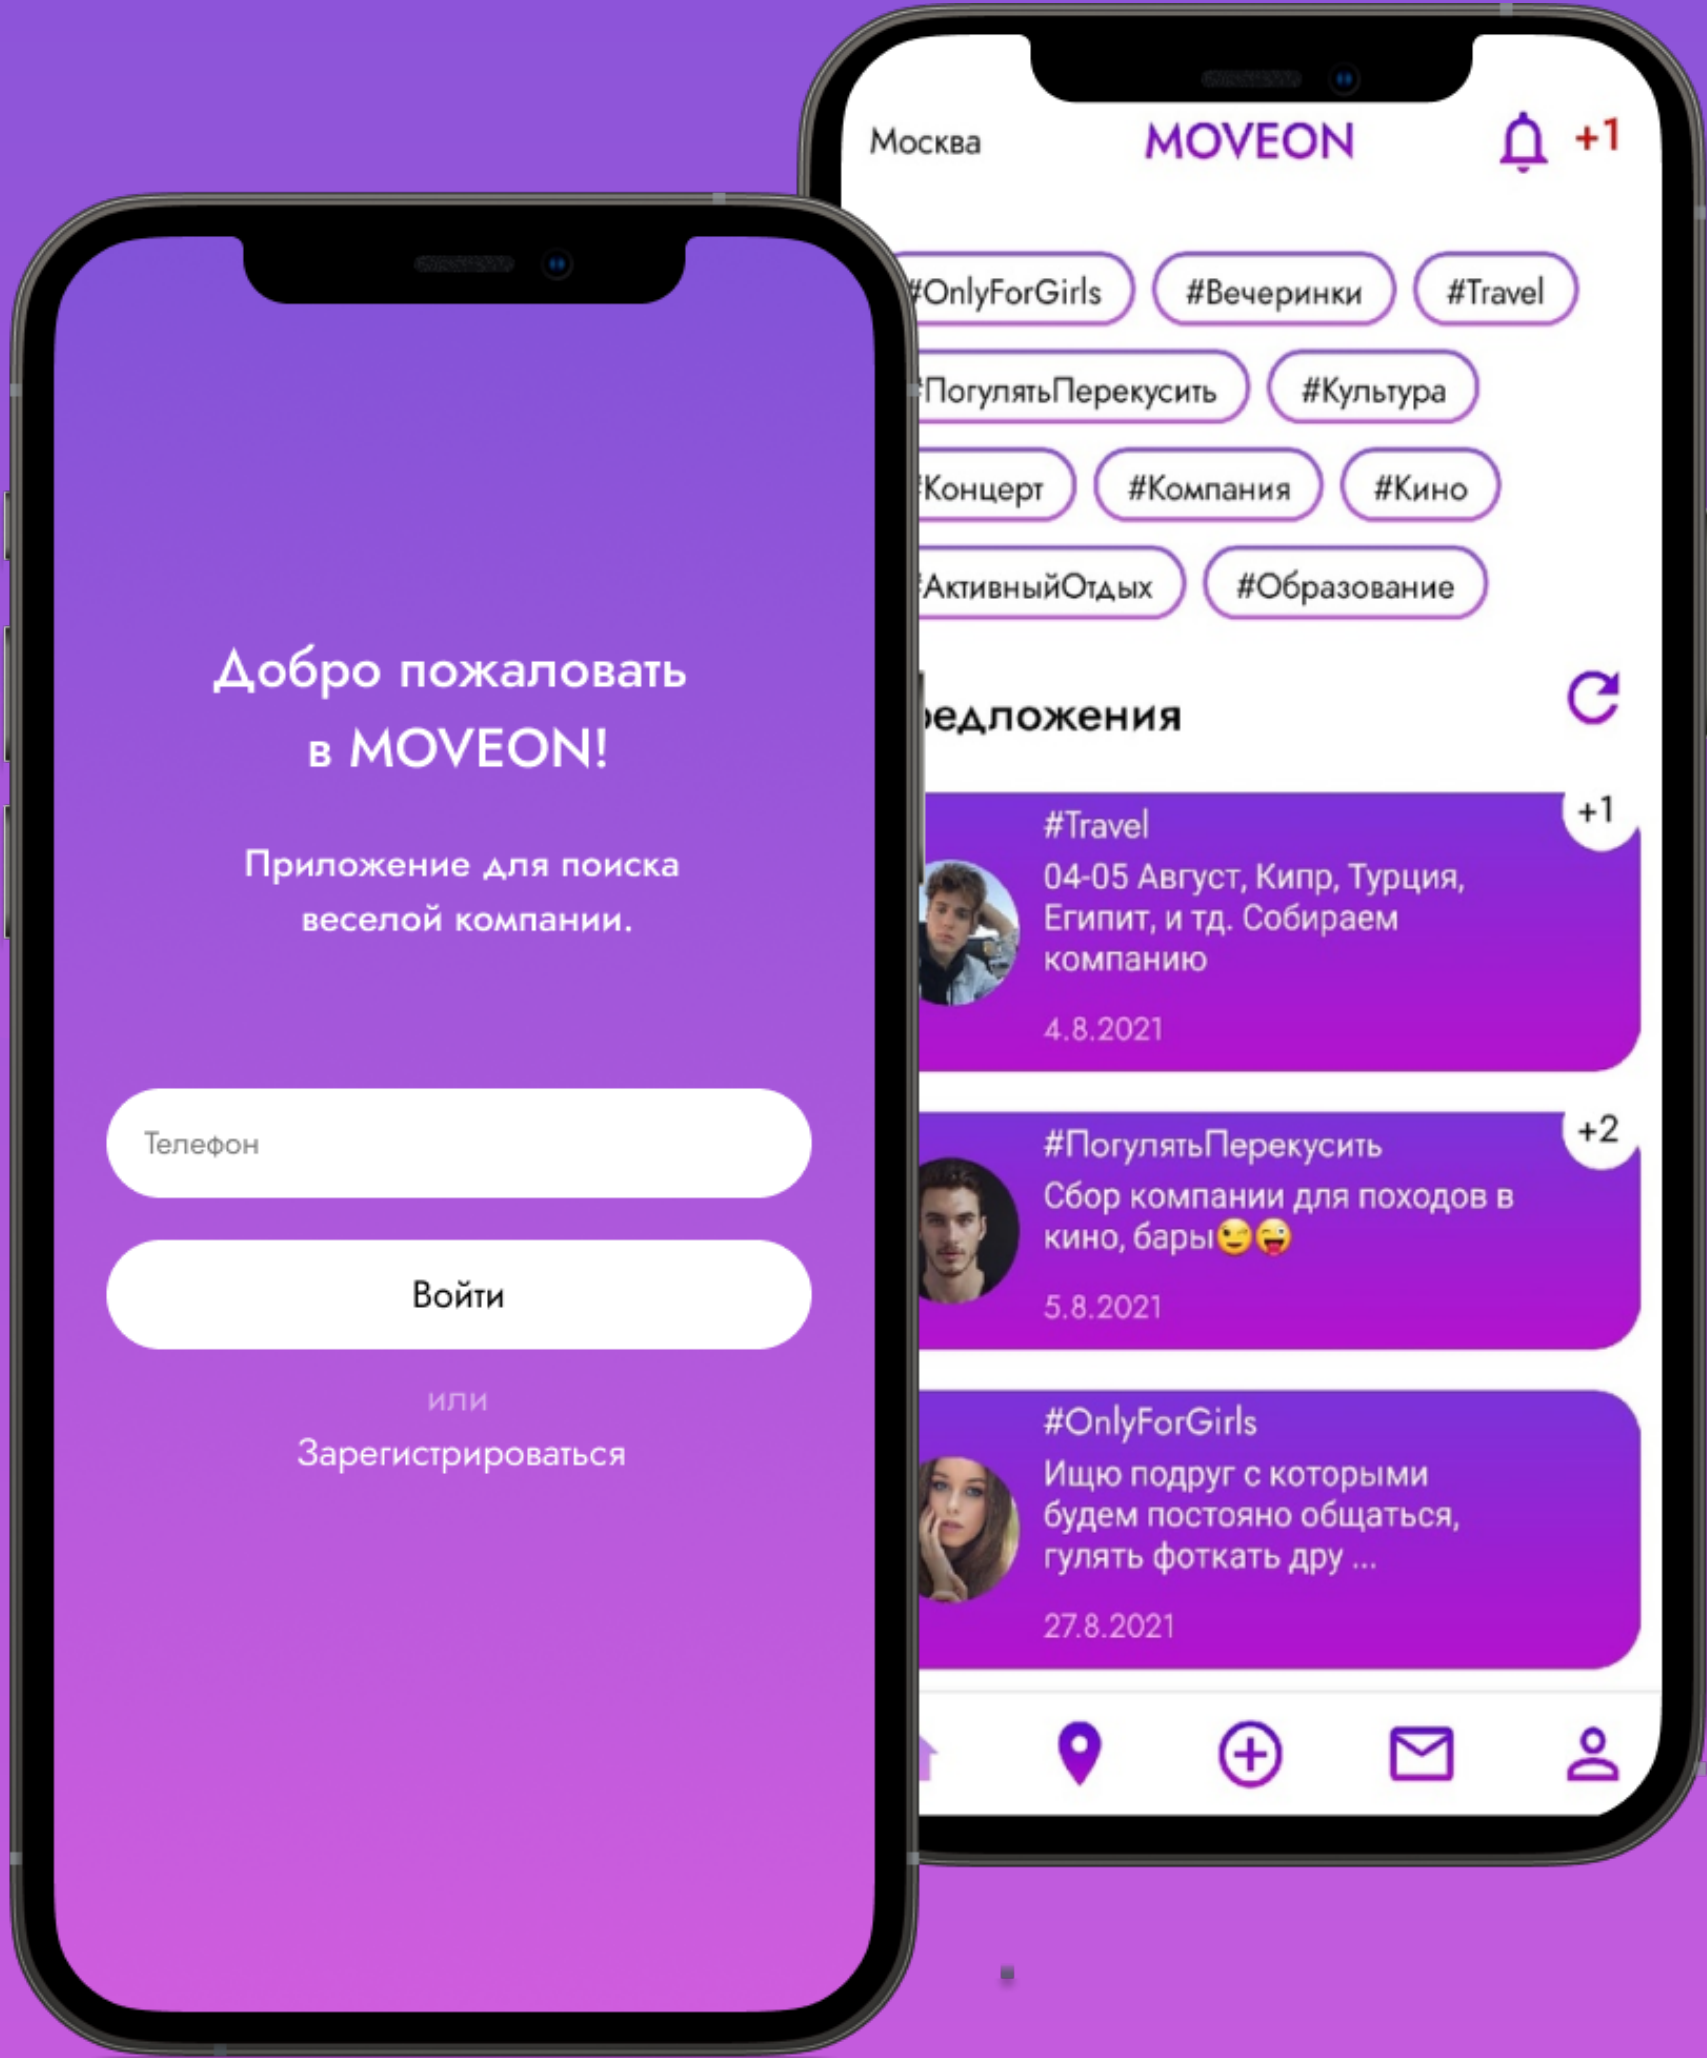 Добро пожаловать
в MOVEON!
Приложение для поиска
веселой компании.
Телефон
Войти
или
Зарегистрироваться
Москва
MOVEON
+1
#OnlyForGirls
#Вечеринки
#Travel
#ПогулятьПерекусить
#Культура
#Концерт
#Компания
#Кино
#АктивныйОтдых
#Образование
редложения
#Travel
+1
04-05 Август, Кипр, Турция,
Египит, и тд. Собираем
компанию
4.8.2021
#ПогулятьПерекусить
+2
Сбор компании для походов в
кино, бары😉😜
5.8.2021
#OnlyForGirls
Ищю подруг с которыми
будем постояно общаться,
гулять фоткать дру ...
27.8.2021